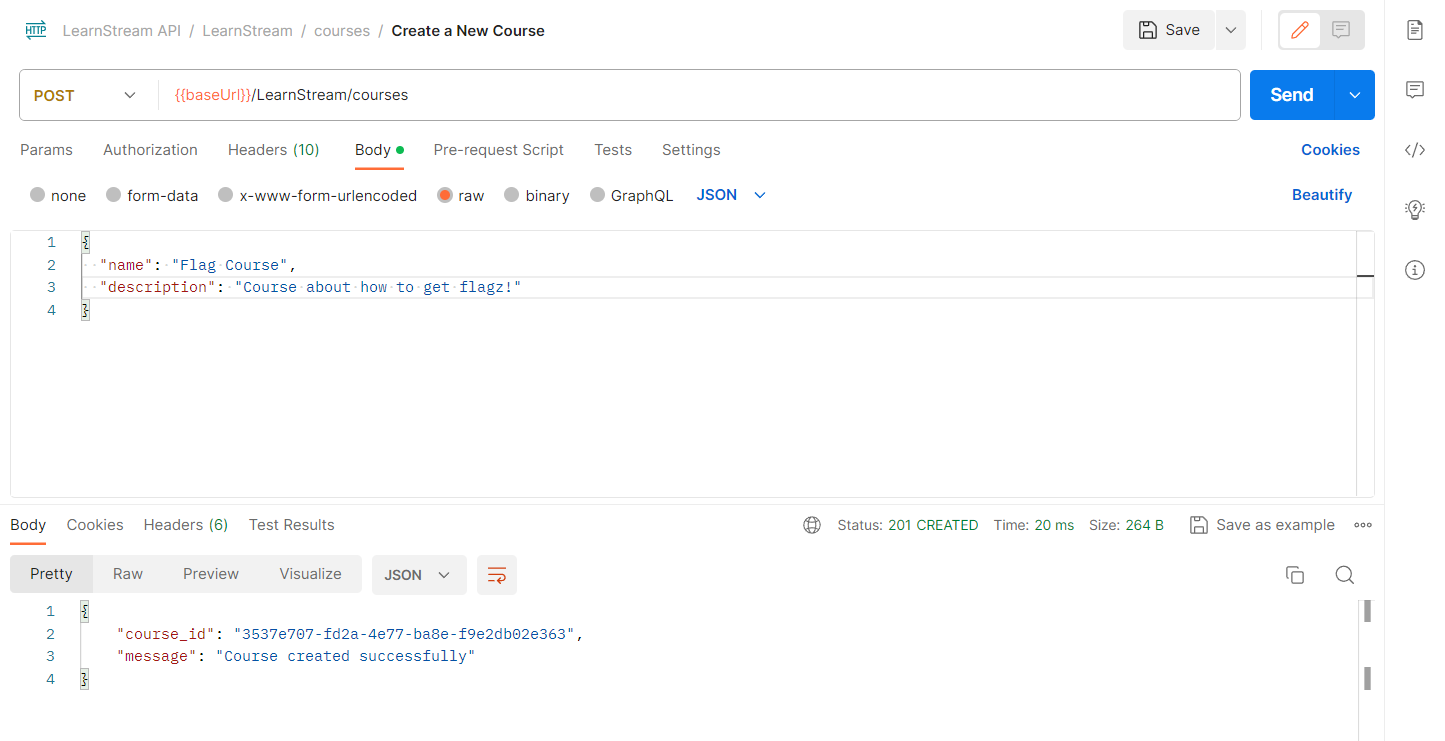 HTTP LearnStream API / LearnStream / courses / Create a New Course Save
POST {{baseUrl}}/LearnStream/courses Send
Params Authorization Headers (10) Body Pre-request Script Tests Settings Cookies
none form-data x-www-form-urlencoded raw binary GraphQL JSON Beautify
1 {
2 "name": "Flag Course",
3 "description": "Course about how to get flagz!"
4 }
Body Cookies Headers (6) Test Results Status: 201 CREATED Time: 20 ms Size: 264 B Save as example
Pretty Raw Preview Visualize JSON
1 {
2 "course_id": "3537e707-fd2a-4e77-ba8e-f9e2db02e363",
3 "message": "Course created successfully"
4 }